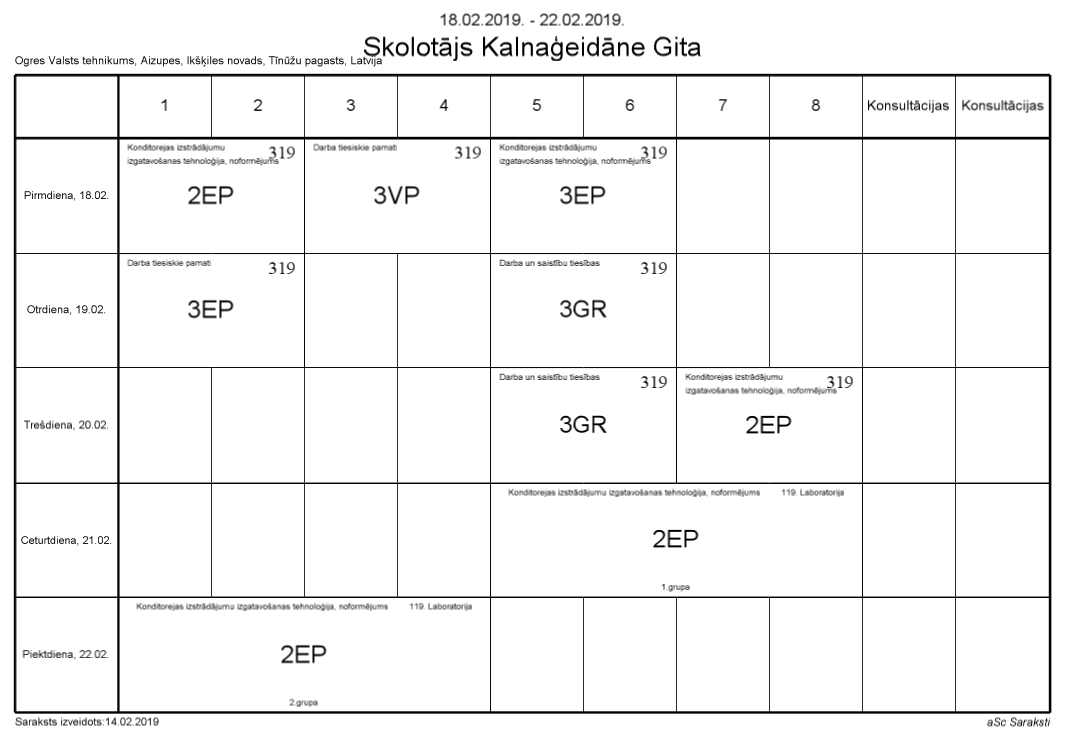 18.02.2019. - 22.02.2019.
Skolotājs Kalnaģeidāne Gita
Ogres Valsts tehnikums, Aizupes, Ikšķiles novads, Tīnūžu pagasts, Latvija
1 2 3 4 5 6 7 8 Konsultācijas Konsultācijas
Pirmdiena, 18.02.
Konditorejas izstrādājumu
izgatavošanas tehnoloģija, noformējums
319
2EP
Darba tiesiskie pamati
319
3VP
Konditorejas izstrādājumu
izgatavošanas tehnoloģija, noformējums
319
3EP
Otrdiena, 19.02.
Darba tiesiskie pamati
319
3EP
Darba un saistību tiesības
319
3GR
Trešdiena, 20.02.
Darba un saistību tiesības
319
3GR
Konditorejas izstrādājumu
izgatavošanas tehnoloģija, noformējums
319
2EP
Ceturtdiena, 21.02.
Konditorejas izstrādājumu izgatavošanas tehnoloģija, noformējums 119. Laboratorija
2EP
1.grupa
Piektdiena, 22.02.
Konditorejas izstrādājumu izgatavošanas tehnoloģija, noformējums 119. Laboratorija
2EP
2.grupa
Saraksts izveidots:14.02.2019
aSc Saraksti